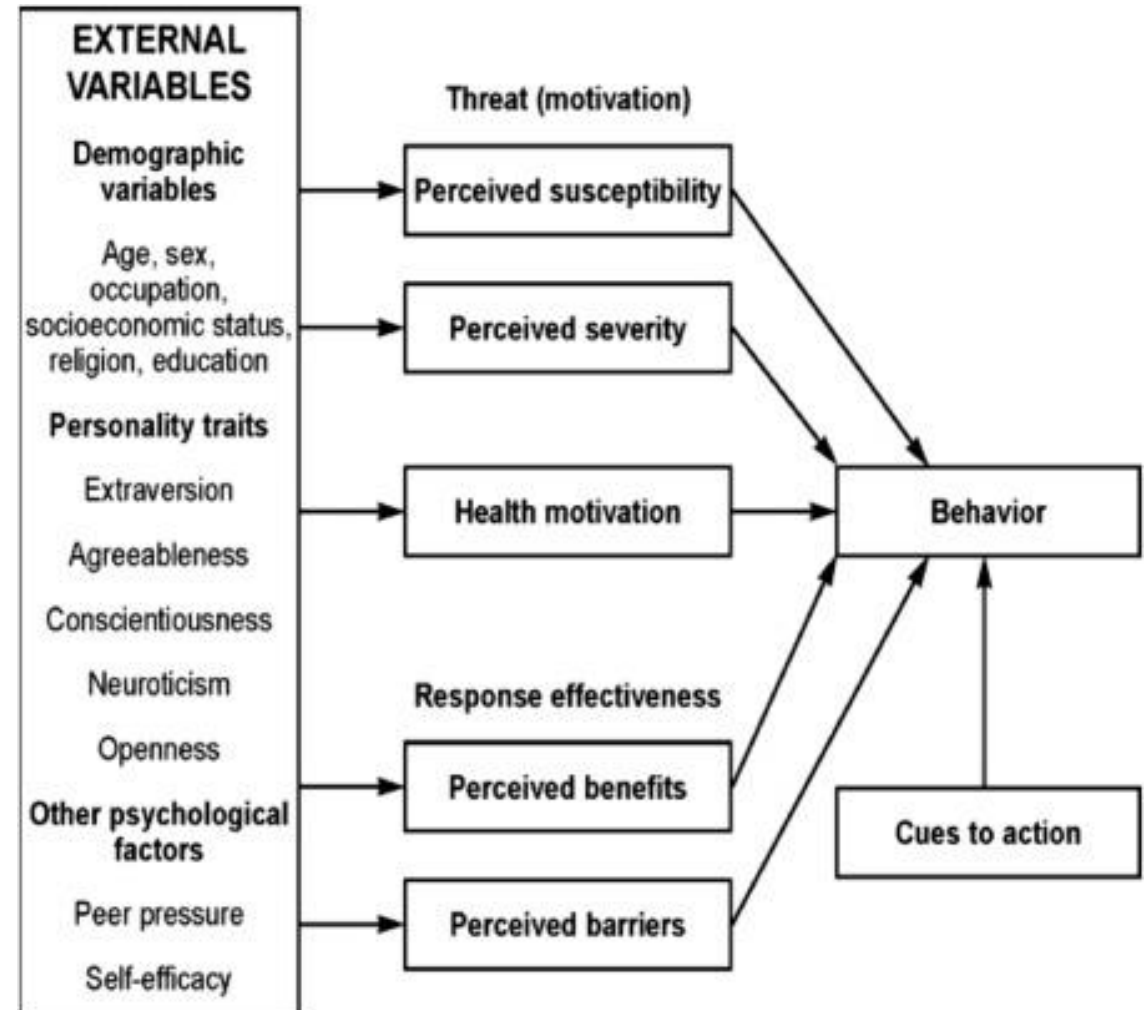 EXTERNAL
VARIABLES
Demographic
variables
Age, sex,
occupation,
socioeconomic status,
religion, education
Personality traits
Extraversion
Agreeableness
Conscientiousness
Neuroticism
Openness
Other psychological
factors
Peer pressure
Self-efficacy
Threat (motivation)
Perceived susceptibility
Perceived severity
Health motivation
Response effectiveness
Perceived benefits
Perceived barriers
Behavior
Cues to action